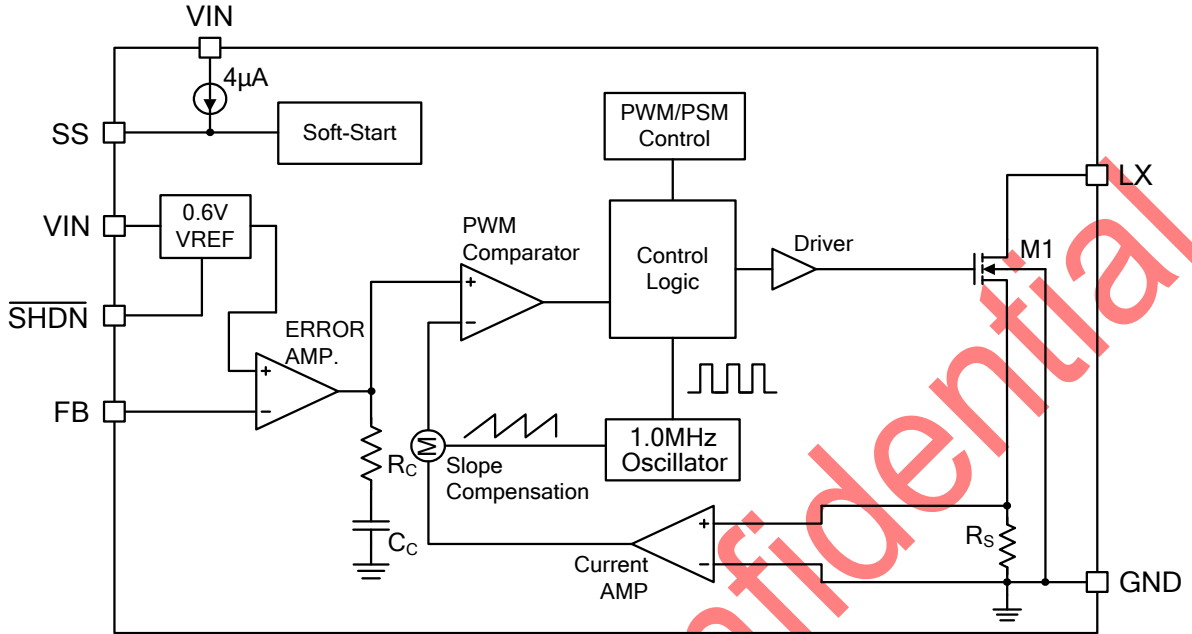 VIN
4µA
SS
Soft-Start
PWM/PSM
Control
LX
VIN
0.6V
VREF
PWM
Comparator
Control
Logic
Driver
M1
SHDN
ERROR
AMP.
+
−
+
−
FB
1.0MHz
Oscillator
M
RC
Slope
Compensation
CC
Current
AMP
+
−
RS
GND
nfidential